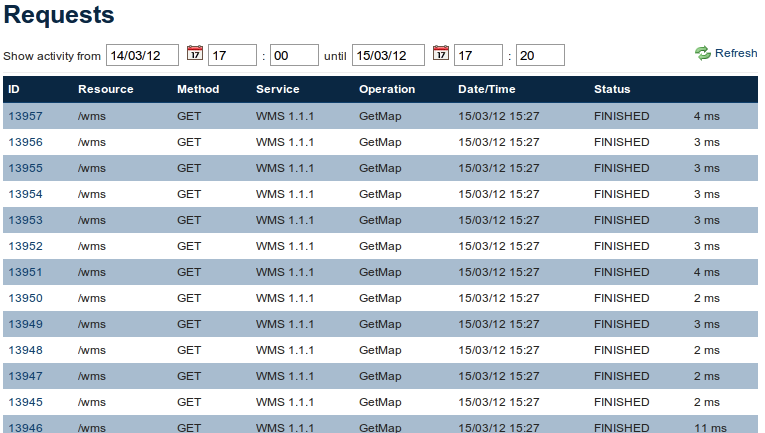 Requests
Show activity from 14/03/12 17 17 : 00 until 15/03/12 17 17 : 20 Refresh
ID Resource Method Service Operation Date/Time Status
13957 /wms GET WMS 1.1.1 GetMap 15/03/12 15:27 FINISHED 4 ms
13956 /wms GET WMS 1.1.1 GetMap 15/03/12 15:27 FINISHED 3 ms
13955 /wms GET WMS 1.1.1 GetMap 15/03/12 15:27 FINISHED 3 ms
13954 /wms GET WMS 1.1.1 GetMap 15/03/12 15:27 FINISHED 3 ms
13953 /wms GET WMS 1.1.1 GetMap 15/03/12 15:27 FINISHED 3 ms
13952 /wms GET WMS 1.1.1 GetMap 15/03/12 15:27 FINISHED 3 ms
13951 /wms GET WMS 1.1.1 GetMap 15/03/12 15:27 FINISHED 4 ms
13950 /wms GET WMS 1.1.1 GetMap 15/03/12 15:27 FINISHED 2 ms
13949 /wms GET WMS 1.1.1 GetMap 15/03/12 15:27 FINISHED 3 ms
13948 /wms GET WMS 1.1.1 GetMap 15/03/12 15:27 FINISHED 2 ms
13947 /wms GET WMS 1.1.1 GetMap 15/03/12 15:27 FINISHED 2 ms
13945 /wms GET WMS 1.1.1 GetMap 15/03/12 15:27 FINISHED 2 ms
13946 /wms GET WMS 1.1.1 GetMap 15/03/12 15:27 FINISHED 11 ms